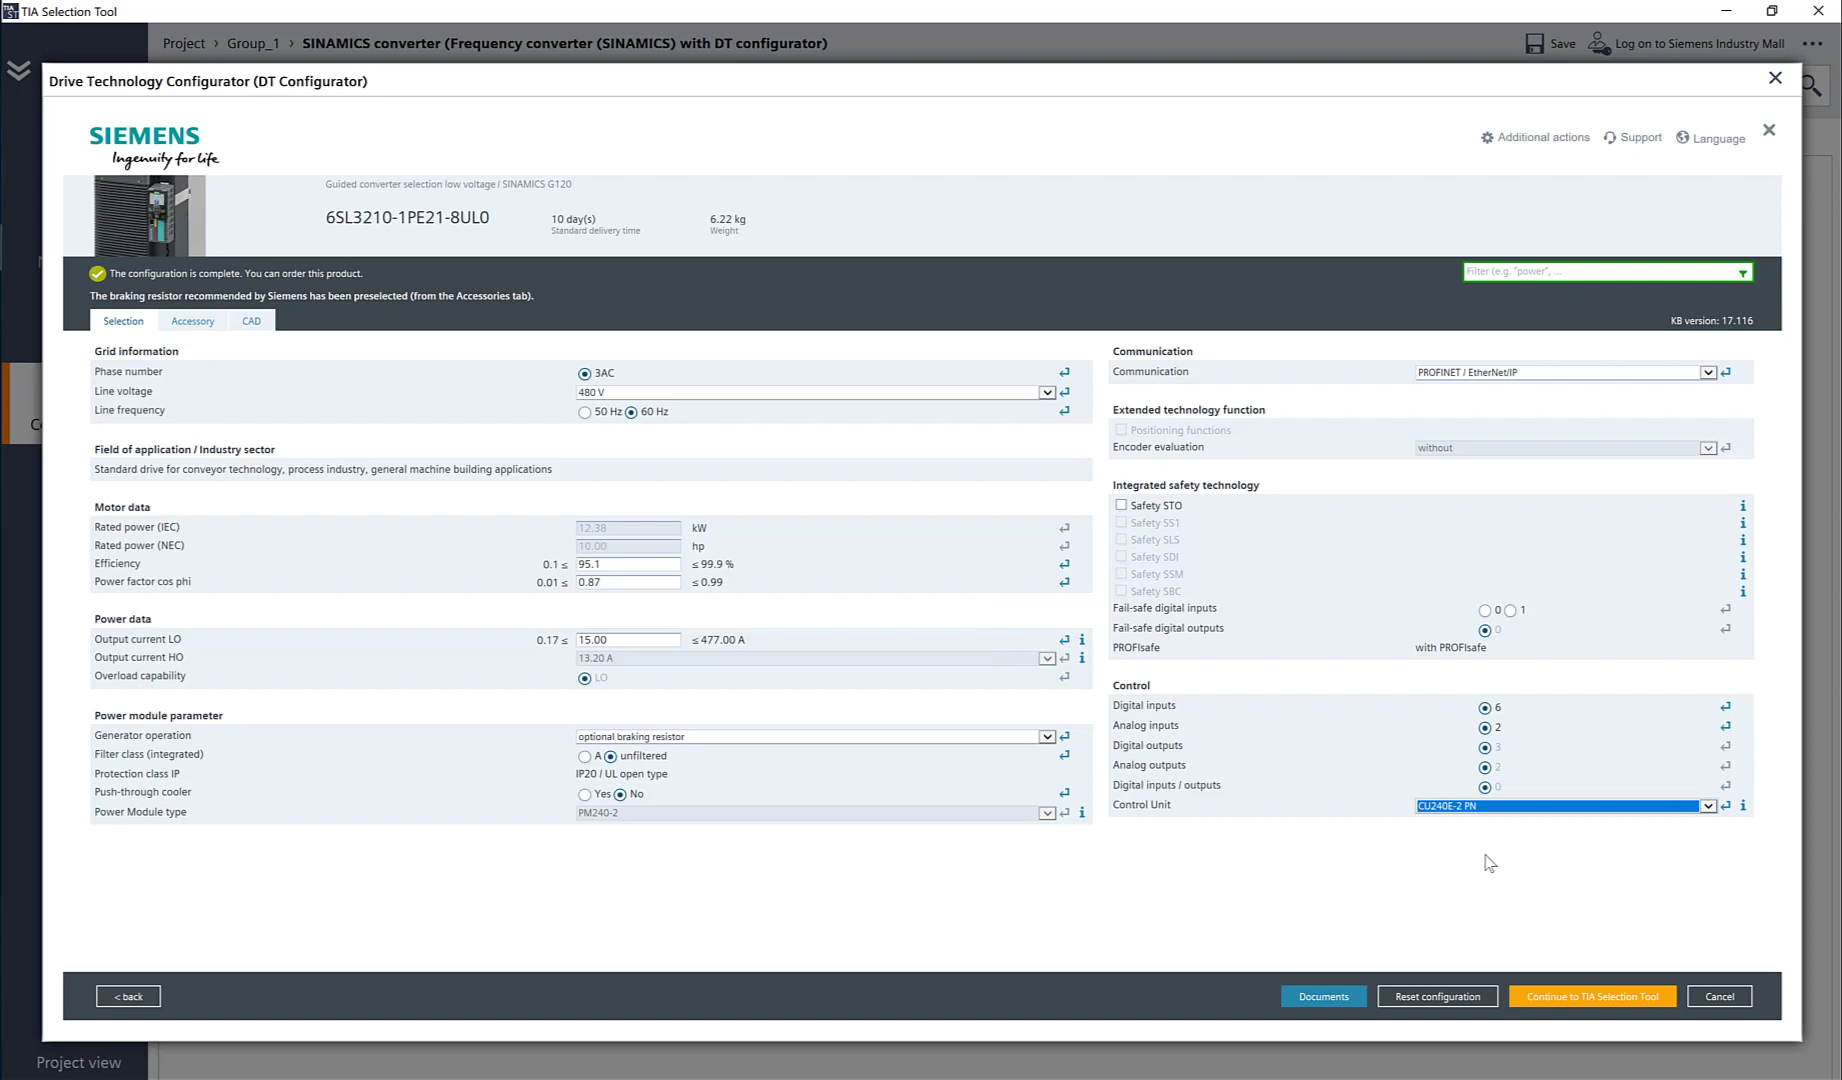 TIA ST TIA Selection Tool
Project › Group_1 › SINAMICS converter (Frequency converter (SINAMICS) with DT configurator)
Save Log on to Siemens Industry Mall
Drive Technology Configurator (DT Configurator)
SIEMENS
Ingenuity for life
Additional actions Support Language
Guided converter selection low voltage / SINAMICS G120
6SL3210-1PE21-8UL0
10 day(s)
Standard delivery time
6.22 kg
Weight
The configuration is complete. You can order this product.
Filter (e.g. "power", ...
The braking resistor recommended by Siemens has been preselected (from the Accessories tab).
Selection Accessory CAD
KB version: 17.116
Grid information
Phase number 3AC
Line voltage 480 V
Line frequency 50 Hz 60 Hz
Field of application / Industry sector
Standard drive for conveyor technology, process industry, general machine building applications
Motor data
Rated power (IEC) 12.38 kW
Rated power (NEC) 10.00 hp
Efficiency 0.1 ≤ 95.1 ≤ 99.9 %
Power factor cos phi 0.01 ≤ 0.87 ≤ 0.99
Power data
Output current LO 0.17 ≤ 15.00 ≤ 477.00 A
Output current HO 13.20 A
Overload capability LO
Power module parameter
Generator operation optional braking resistor
Filter class (integrated) A unfiltered
Protection class IP IP20 / UL open type
Push-through cooler Yes No
Power Module type PM240-2
Communication
Communication PROFINET / EtherNet/IP
Extended technology function
Positioning functions
Encoder evaluation without
Integrated safety technology
Safety STO
Safety SS1
Safety SLS
Safety SDI
Safety SSM
Safety SBC
Fail-safe digital inputs 0 1
Fail-safe digital outputs 0
PROFIsafe with PROFIsafe
Control
Digital inputs 6
Analog inputs 2
Digital outputs 3
Analog outputs 2
Digital inputs / outputs 0
Control Unit CU240E-2 PN
< back
Documents Reset configuration Continue to TIA Selection Tool Cancel
Project view